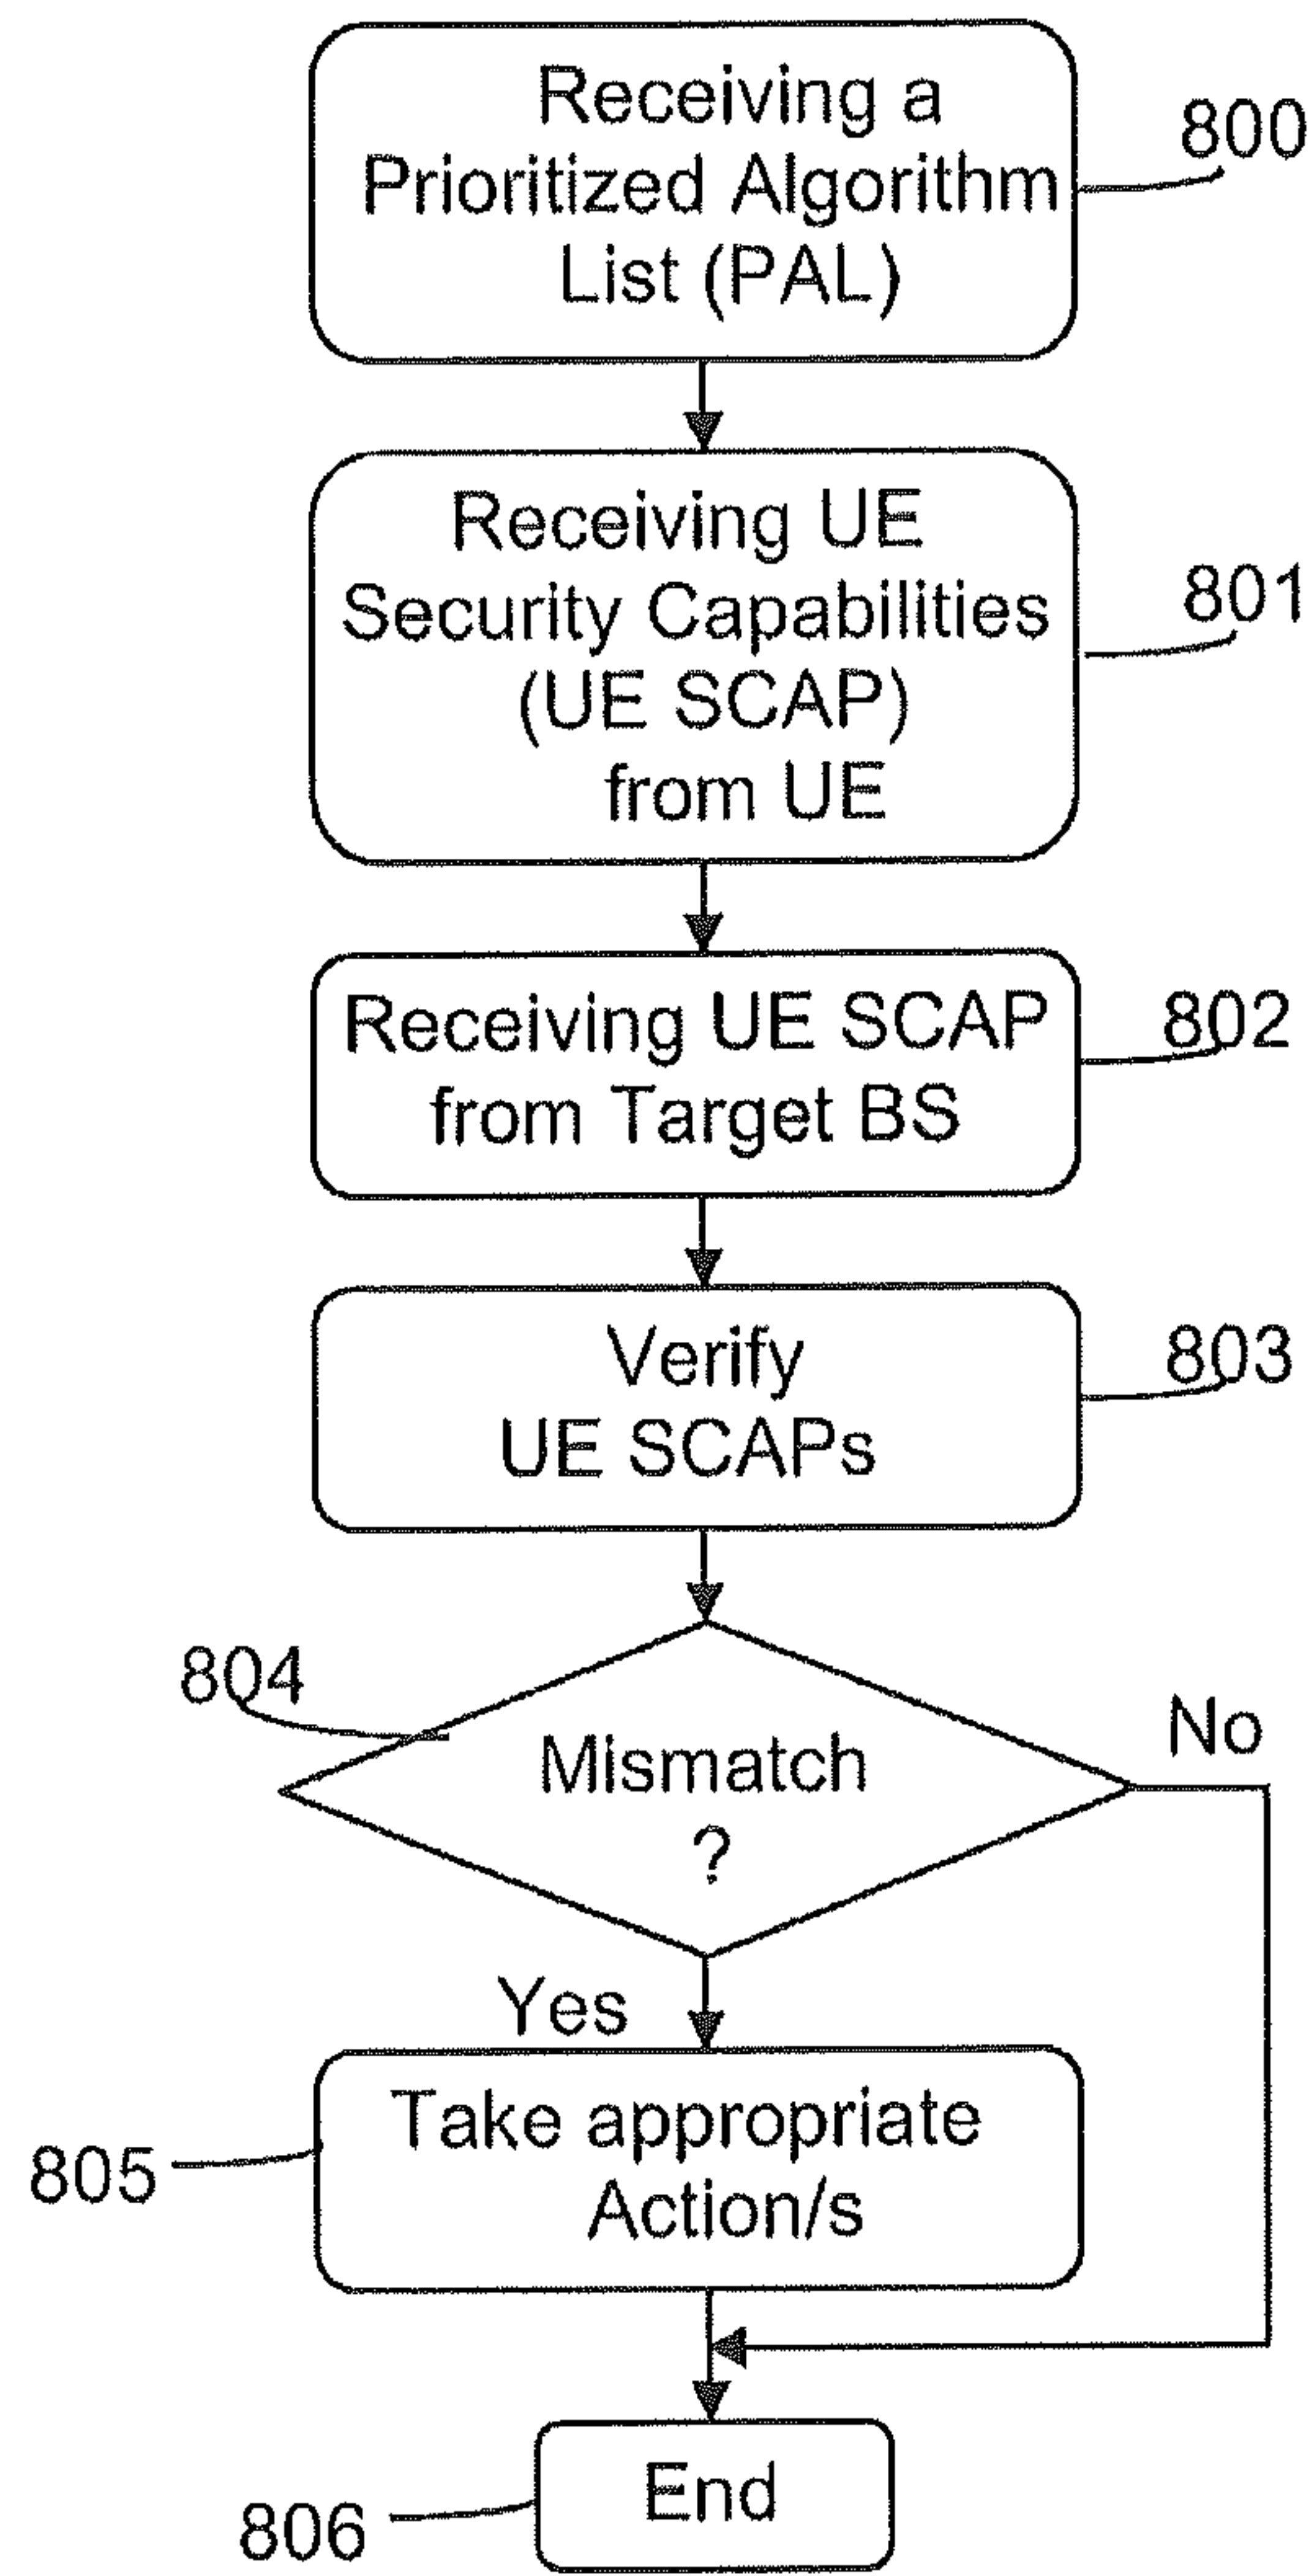 Receiving a
Prioritized Algorithm
List (PAL)
800
Receiving UE
Security Capabilities
(UE SCAP)
from UE
801
Receiving UE SCAP
from Target BS
802
Verify
UE SCAPs
803
804
Mismatch
?
No
Yes
Take appropriate
Action/s
805
End
806